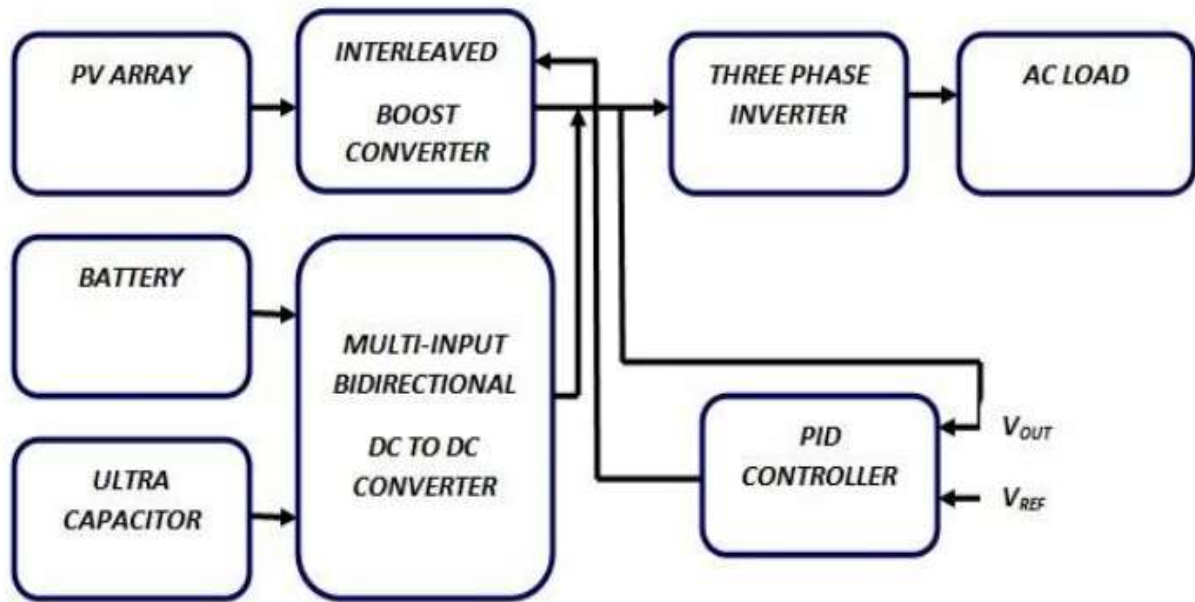 PV ARRAY
INTERLEAVED
BOOST
CONVERTER
THREE PHASE
INVERTER
AC LOAD
BATTERY
MULTI-INPUT
BIDIRECTIONAL
DC TO DC
CONVERTER
ULTRA
CAPACITOR
PID
CONTROLLER
VOUT
VREF